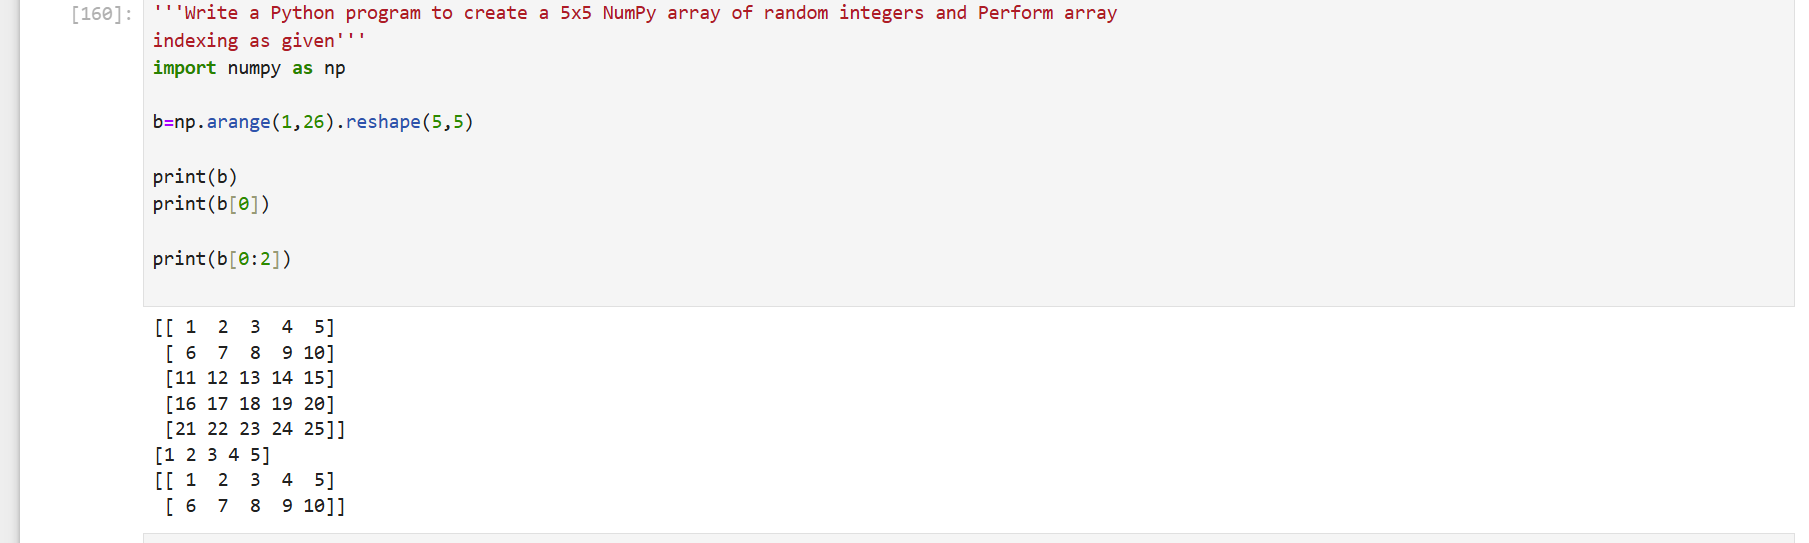 [160]: '''Write a Python program to create a 5x5 NumPy array of random integers and Perform array
indexing as given'''
import numpy as np
b=np.arange(1,26).reshape(5,5)
print(b)
print(b[0])
print(b[0:2])
[[ 1  2  3  4  5]
 [ 6  7  8  9 10]
 [11 12 13 14 15]
 [16 17 18 19 20]
 [21 22 23 24 25]]
[1 2 3 4 5]
[[ 1  2  3  4  5]
 [ 6  7  8  9 10]]